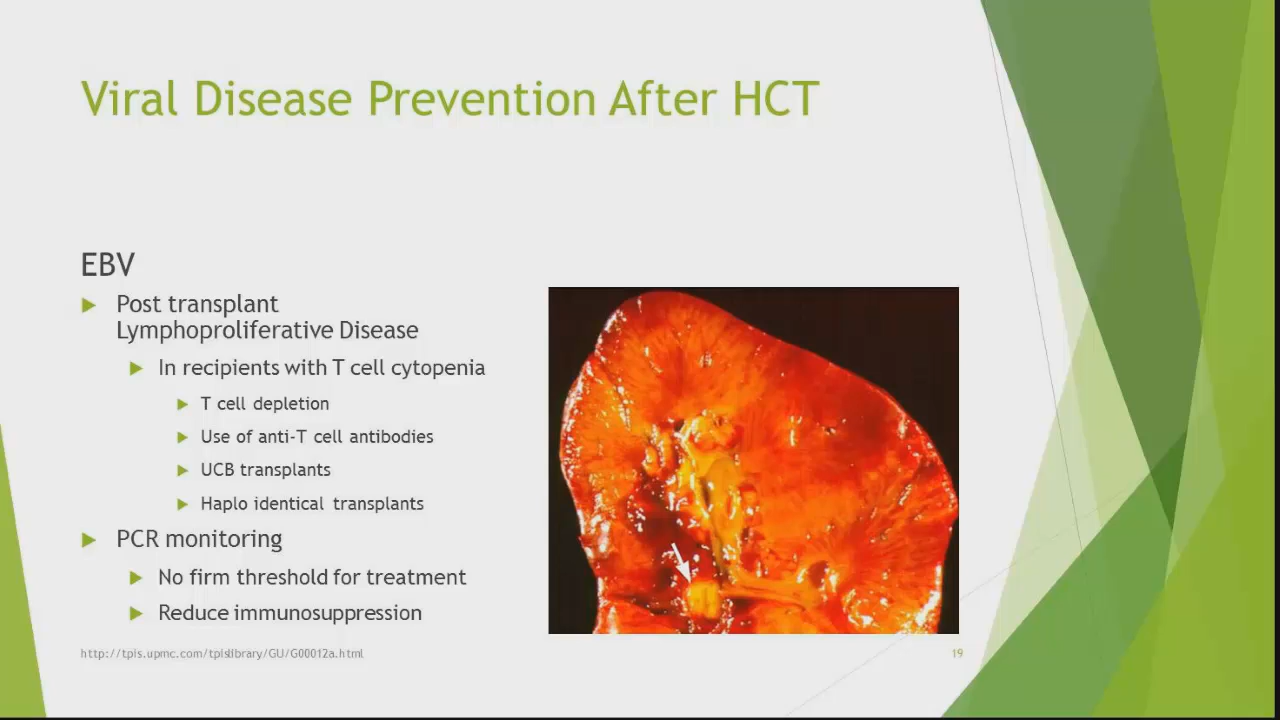 Viral Disease Prevention After HCT
EBV
Post transplant
Lymphoproliferative Disease
In recipients with T cell cytopenia
T cell depletion
Use of anti-T cell antibodies
UCB transplants
Haplo identical transplants
PCR monitoring
No firm threshold for treatment
Reduce immunosuppression
http://tpis.upmc.com/tpislibrary/GU/G00012a.html
19